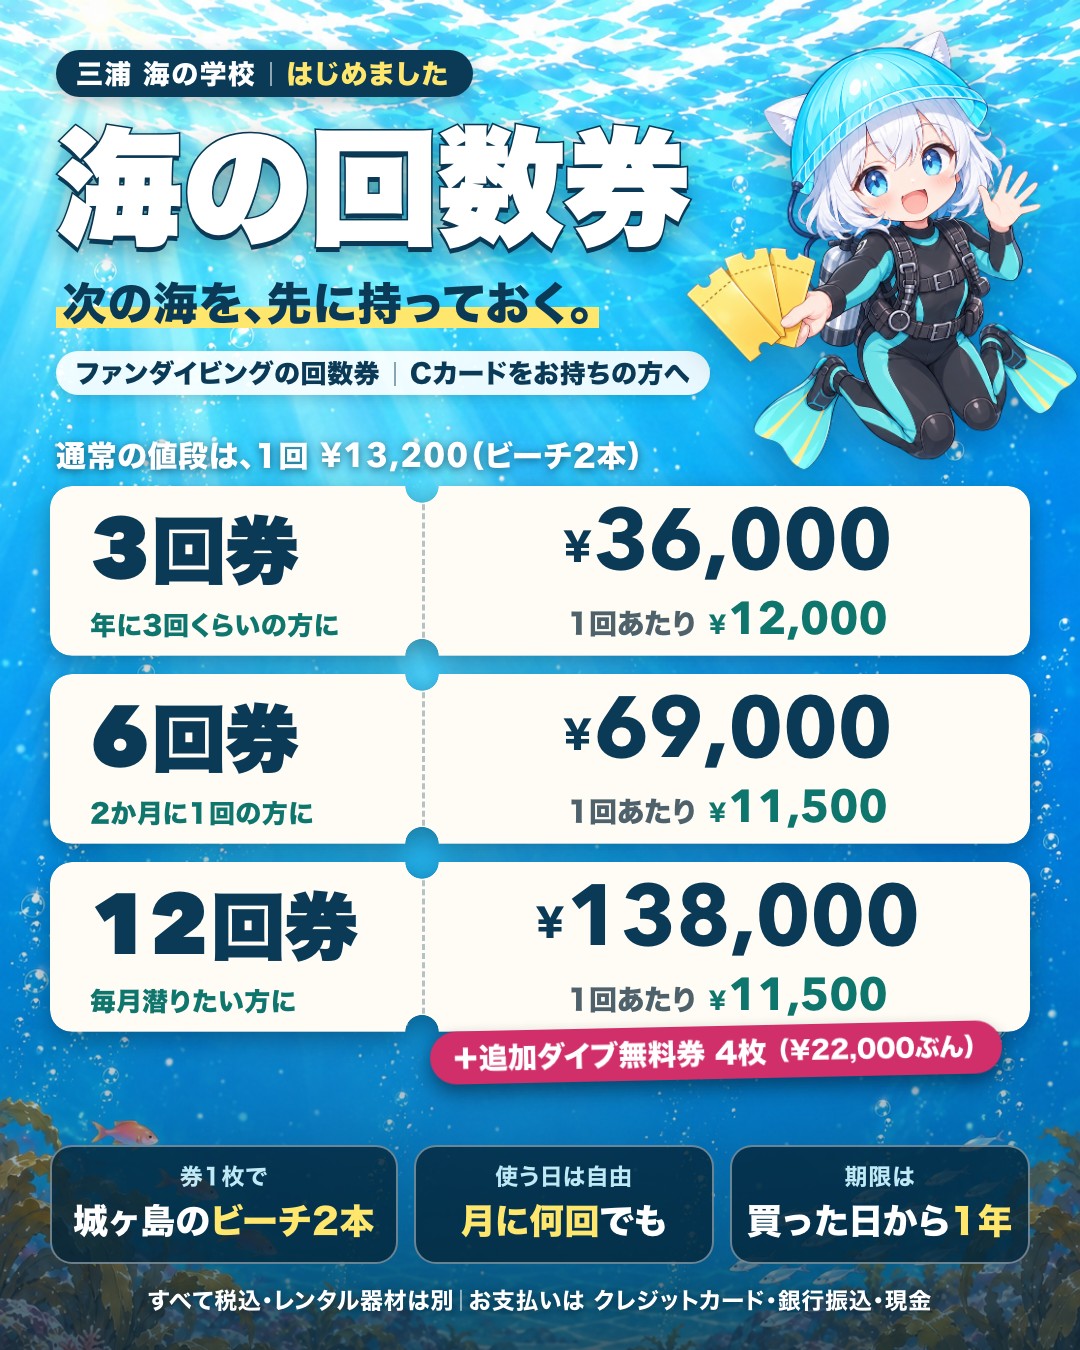 三浦 海の学校｜はじめました
海の回数券
次の海を、先に持っておく。
ファンダイビングの回数券｜Cカードをお持ちの方へ
通常の値段は、1回 ¥13,200(ビーチ2本)
3回券
年に3回くらいの方に
¥36,000
1回あたり ¥12,000
6回券
2か月に1回の方に
¥69,000
1回あたり ¥11,500
12回券
毎月潜りたい方に
¥138,000
1回あたり ¥11,500
＋追加ダイブ無料券 4枚（¥22,000ぶん）
券1枚で
城ヶ島のビーチ2本
使う日は自由
月に何回でも
期限は
買った日から1年
すべて税込・レンタル器材は別｜お支払いは クレジットカード・銀行振込・現金